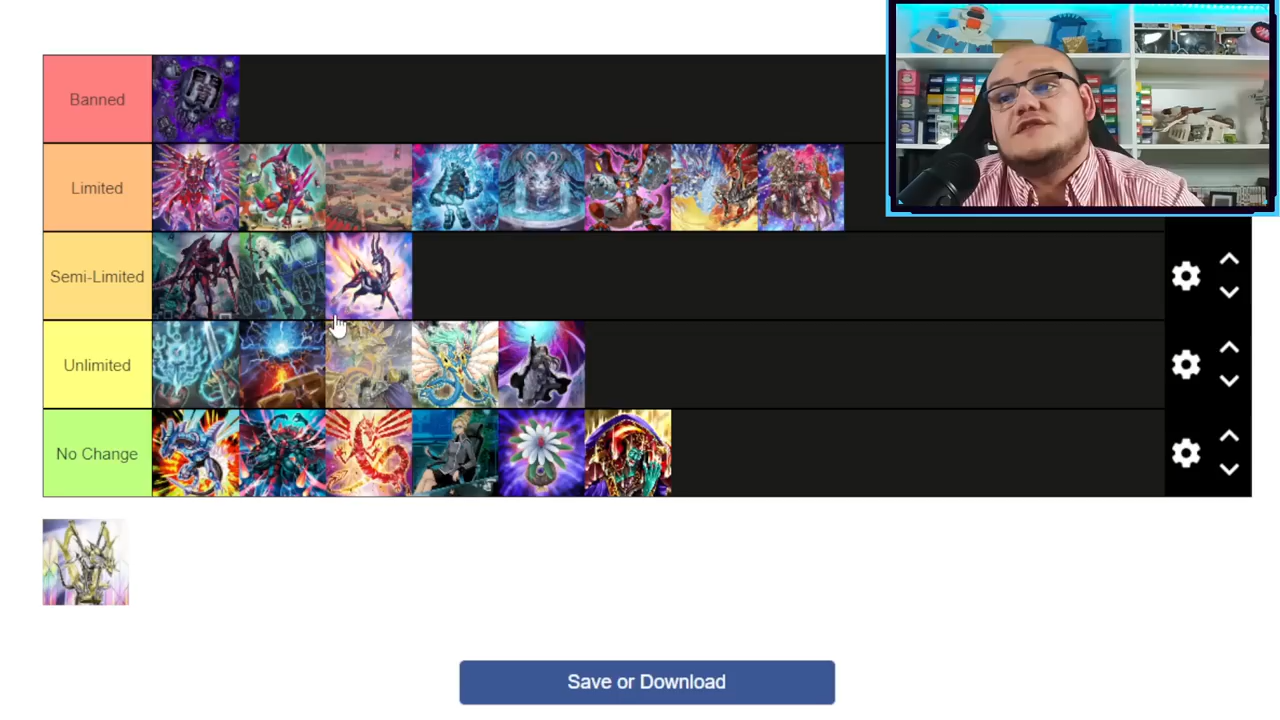 Banned
Limited
Semi-Limited
Unlimited
No Change
Save or Download